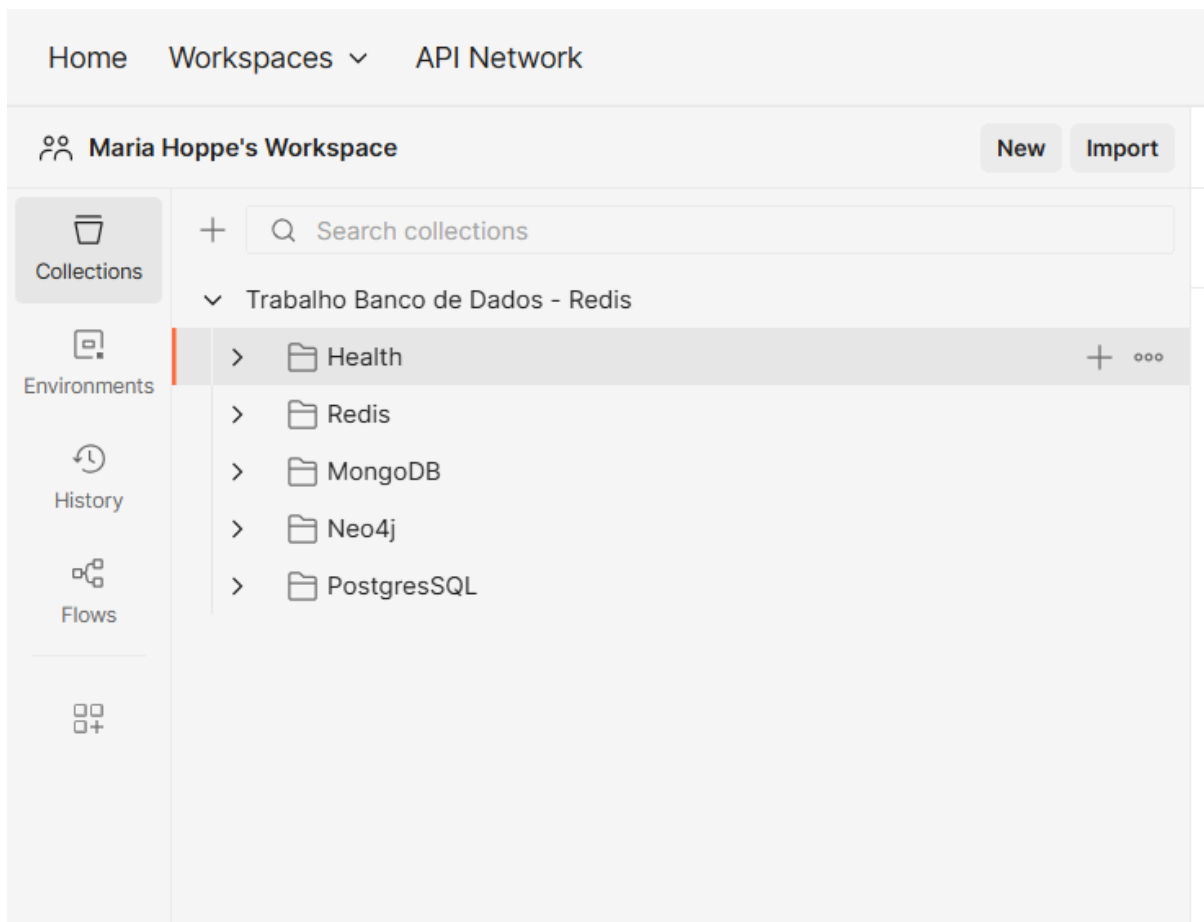 Home Workspaces API Network
Maria Hoppe's Workspace New Import
Collections
Search collections
Trabalho Banco de Dados - Redis
Environments
Health
Redis
History
MongoDB
Neo4j
Flows
PostgresSQL